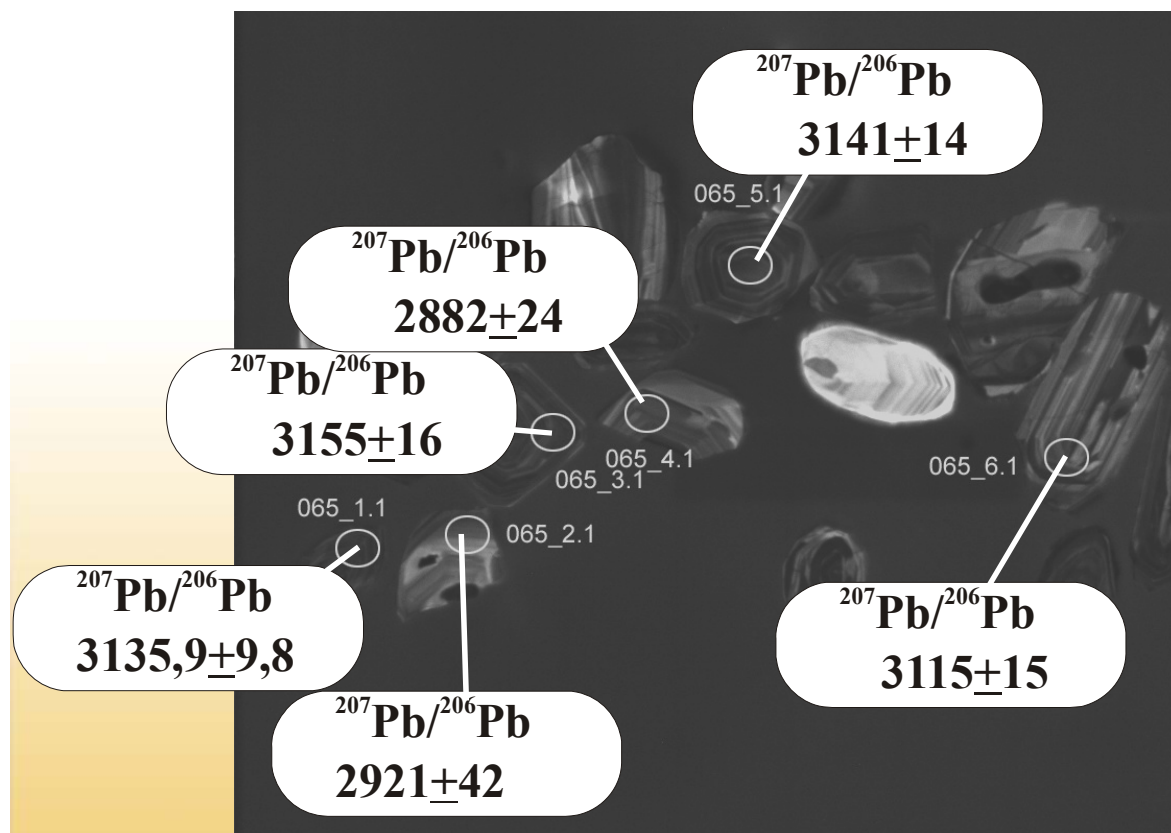 ²⁰⁷Pb/²⁰⁶Pb
3141±14
065_5.1
²⁰⁷Pb/²⁰⁶Pb
2882±24
²⁰⁷Pb/²⁰⁶Pb
3155±16
065_4.1
065_3.1
065_6.1
065_1.1
065_2.1
²⁰⁷Pb/²⁰⁶Pb
3135,9±9,8
²⁰⁷Pb/²⁰⁶Pb
3115±15
²⁰⁷Pb/²⁰⁶Pb
2921±42